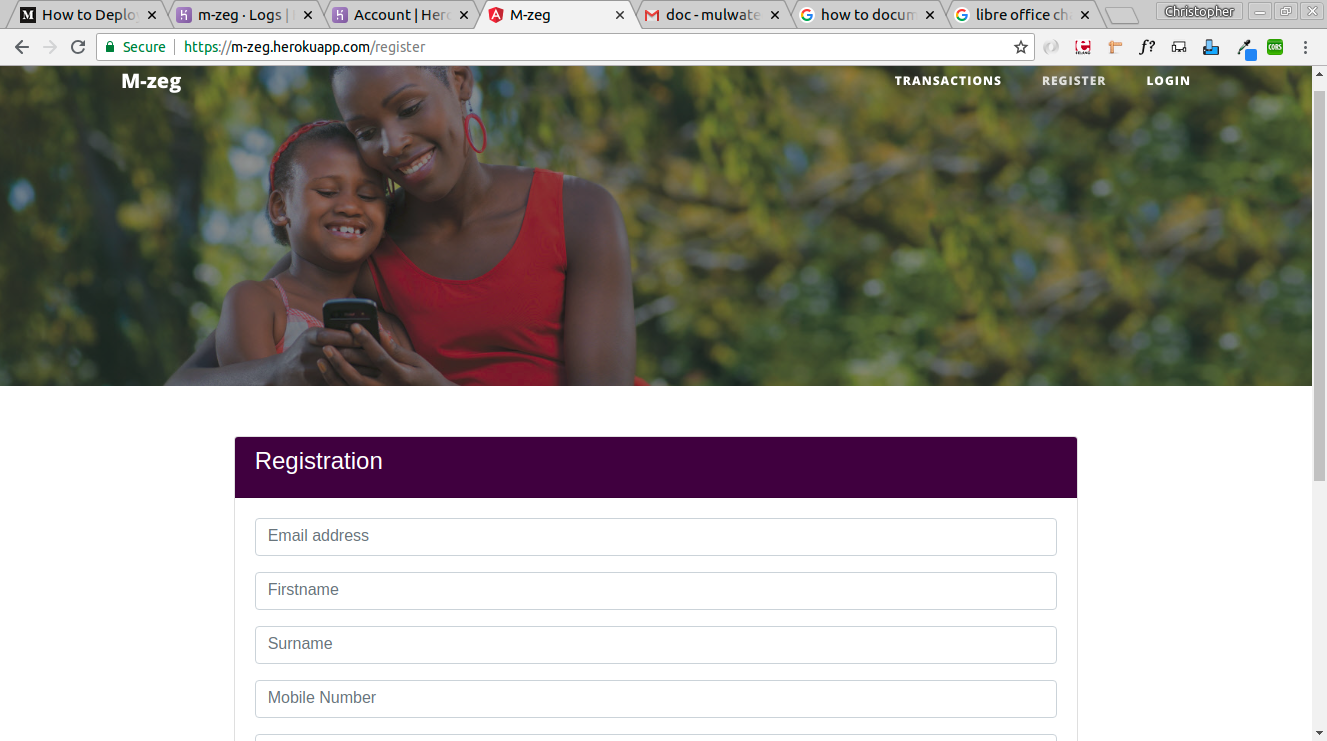 How to Deplo
m-zeg · Logs |
Account | Her
M-zeg
doc - mulwate
how to docum
libre office ch
Christopher
Secure
https://m-zeg.herokuapp.com/register
f?
CORS
M-zeg
TRANSACTIONS
REGISTER
LOGIN
Registration
Email address
Firstname
Surname
Mobile Number